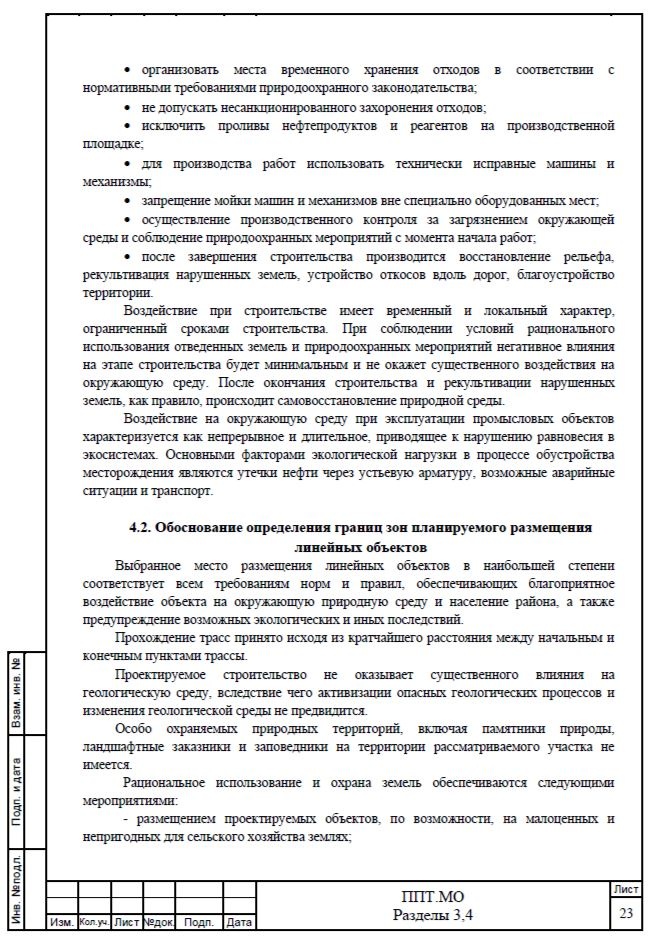 • организовать места временного хранения отходов в соответствии с
нормативными требованиями природоохранного законодательства;
• не допускать несанкционированного захоронения отходов;
• исключить проливы нефтепродуктов и реагентов на производственной
площадке;
• для производства работ использовать технически исправные машины и
механизмы;
• запрещение мойки машин и механизмов вне специально оборудованных мест;
• осуществление производственного контроля за загрязнением окружающей
среды и соблюдение природоохранных мероприятий с момента начала работ;
• после завершения строительства производится восстановление рельефа,
рекультивация нарушенных земель, устройство откосов вдоль дорог, благоустройство
территории.
Воздействие при строительстве имеет временный и локальный характер,
ограниченный сроками строительства. При соблюдении условий рационального
использования отведенных земель и природоохранных мероприятий негативное влияния
на этапе строительства будет минимальным и не окажет существенного воздействия на
окружающую среду. После окончания строительства и рекультивации нарушенных
земель, как правило, происходит самовосстановление природной среды.
Воздействие на окружающую среду при эксплуатации промысловых объектов
характеризуется как непрерывное и длительное, приводящее к нарушению равновесия в
экосистемах. Основными факторами экологической нагрузки в процессе обустройства
месторождения являются утечки нефти через устьевую арматуру, возможные аварийные
ситуации и транспорт.
4.2. Обоснование определения границ зон планируемого размещения
линейных объектов
Выбранное место размещения линейных объектов в наибольшей степени
соответствует всем требованиям норм и правил, обеспечивающих благоприятное
воздействие объекта на окружающую природную среду и население района, а также
предупреждение возможных экологических и иных последствий.
Прохождение трасс принято исходя из кратчайшего расстояния между начальным и
конечным пунктами трассы.
Проектируемое строительство не оказывает существенного влияния на
геологическую среду, вследствие чего активизации опасных геологических процессов и
изменения геологической среды не предвидится.
Особо охраняемых природных территорий, включая памятники природы,
ландшафтные заказники и заповедники на территории рассматриваемого участка не
имеется.
Рациональное использование и охрана земель обеспечиваются следующими
мероприятиями:
- размещением проектируемых объектов, по возможности, на малоценных и
непригодных для сельского хозяйства землях;
Взам. инв. №
Подп. и дата
Инв. №подл.
Изм. Кол.уч. Лист №док. Подп. Дата
ППТ.МО
Разделы 3,4
Лист
23